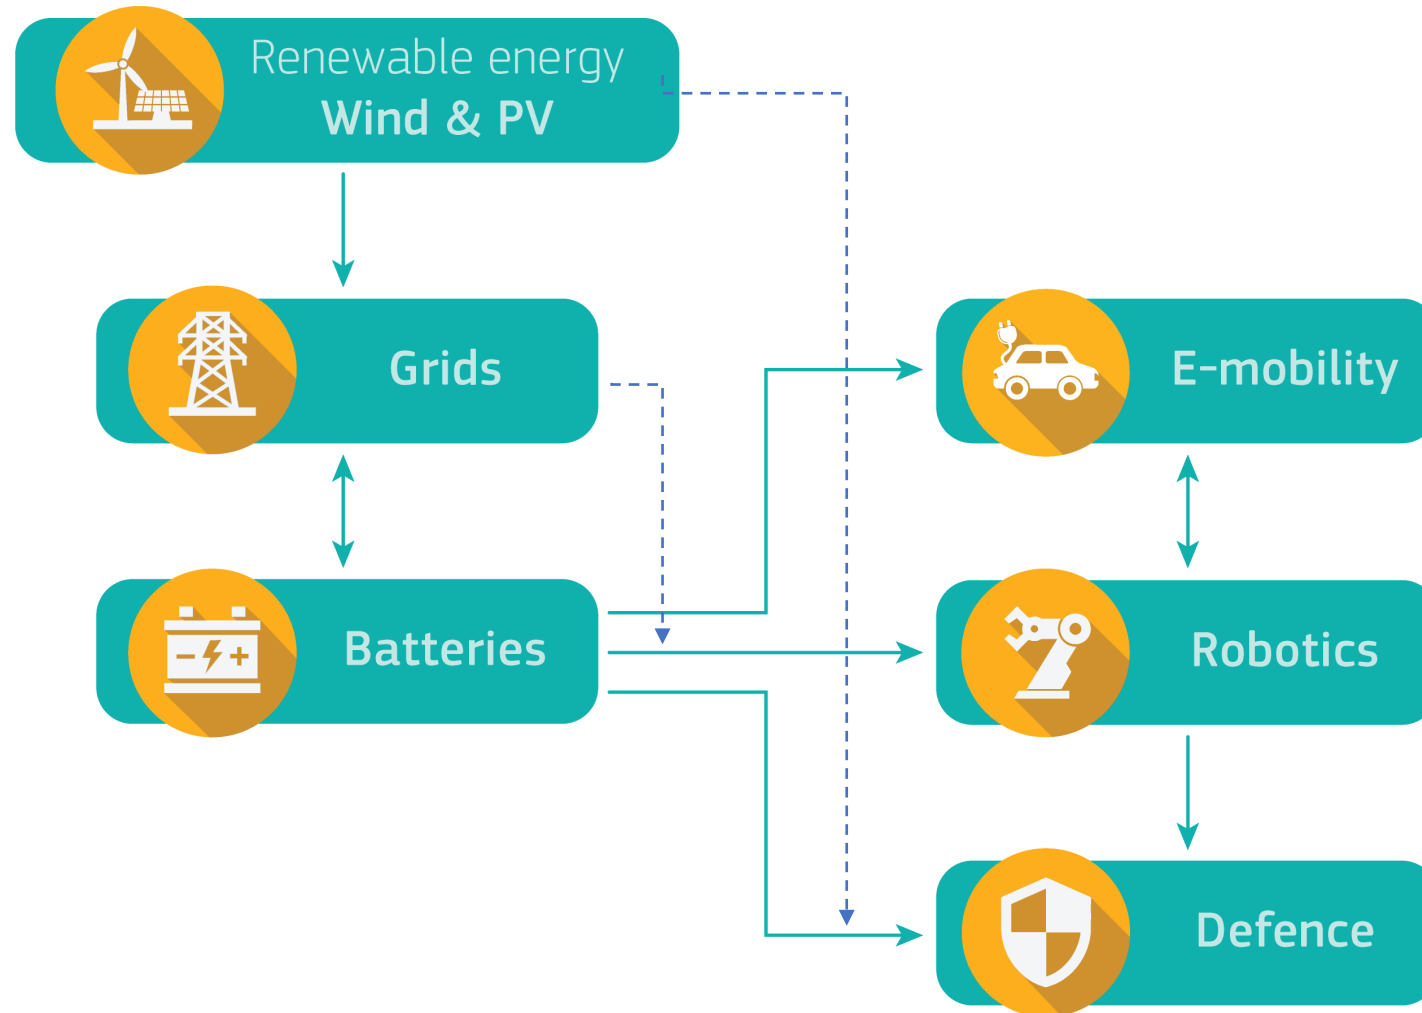 Renewable energy
Wind & PV
Grids
E-mobility
Batteries
Robotics
Defence